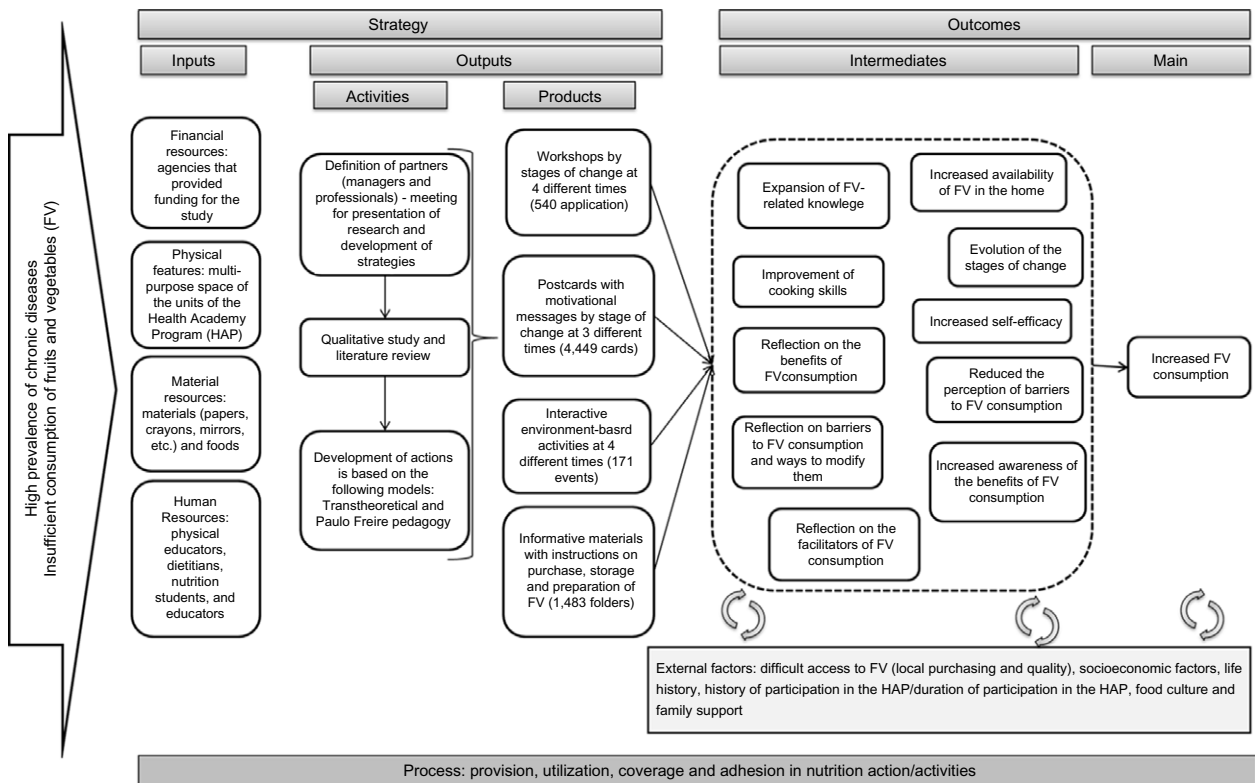 High prevalence of chronic diseases
Insufficient consumption of fruits and vegetables (FV)
Strategy
Outcomes
Inputs
Outputs
Intermediates
Main
Activities
Products
Financial
resources:
agencies that
provided
funding for the
study
Physical
features: multi-
purpose space of
the units of the
Health Academy
Program (HAP)
Material
resources:
materials (papers,
crayons, mirrors,
etc.) and foods
Human
Resources:
physical
educators,
dietitians,
nutrition
students, and
educators
Definition of partners
(managers and
professionals) - meeting
for presentation of
research and
development of
strategies
Qualitative study and
literature review
Development of actions
is based on the
following models:
Transtheoretical and
Paulo Freire pedagogy
Workshops by
stages of change at
4 different times
(540 application)
Postcards with
motivational
messages by stage of
change at 3 different
times (4,449 cards)
Interactive
environment-basrd
activities at 4
different times (171
events)
Informative materials
with instructions on
purchase, storage
and preparation of
FV (1,483 folders)
Expansion of FV-
related knowlege
Improvement of
cooking skills
Reflection on the
benefits of
FVconsumption
Reflection on barriers
to FV consumption
and ways to modify
them
Reflection on the
facilitators of FV
consumption
Increased availability
of FV in the home
Evolution of the
stages of change
Increased self-efficacy
Reduced the
perception of barriers
to FV consumption
Increased awareness of
the benefits of FV
consumption
Increased FV
consumption
External factors: difficult access to FV (local purchasing and quality), socioeconomic factors, life
history, history of participation in the HAP/duration of participation in the HAP, food culture and
family support
Process: provision, utilization, coverage and adhesion in nutrition action/activities